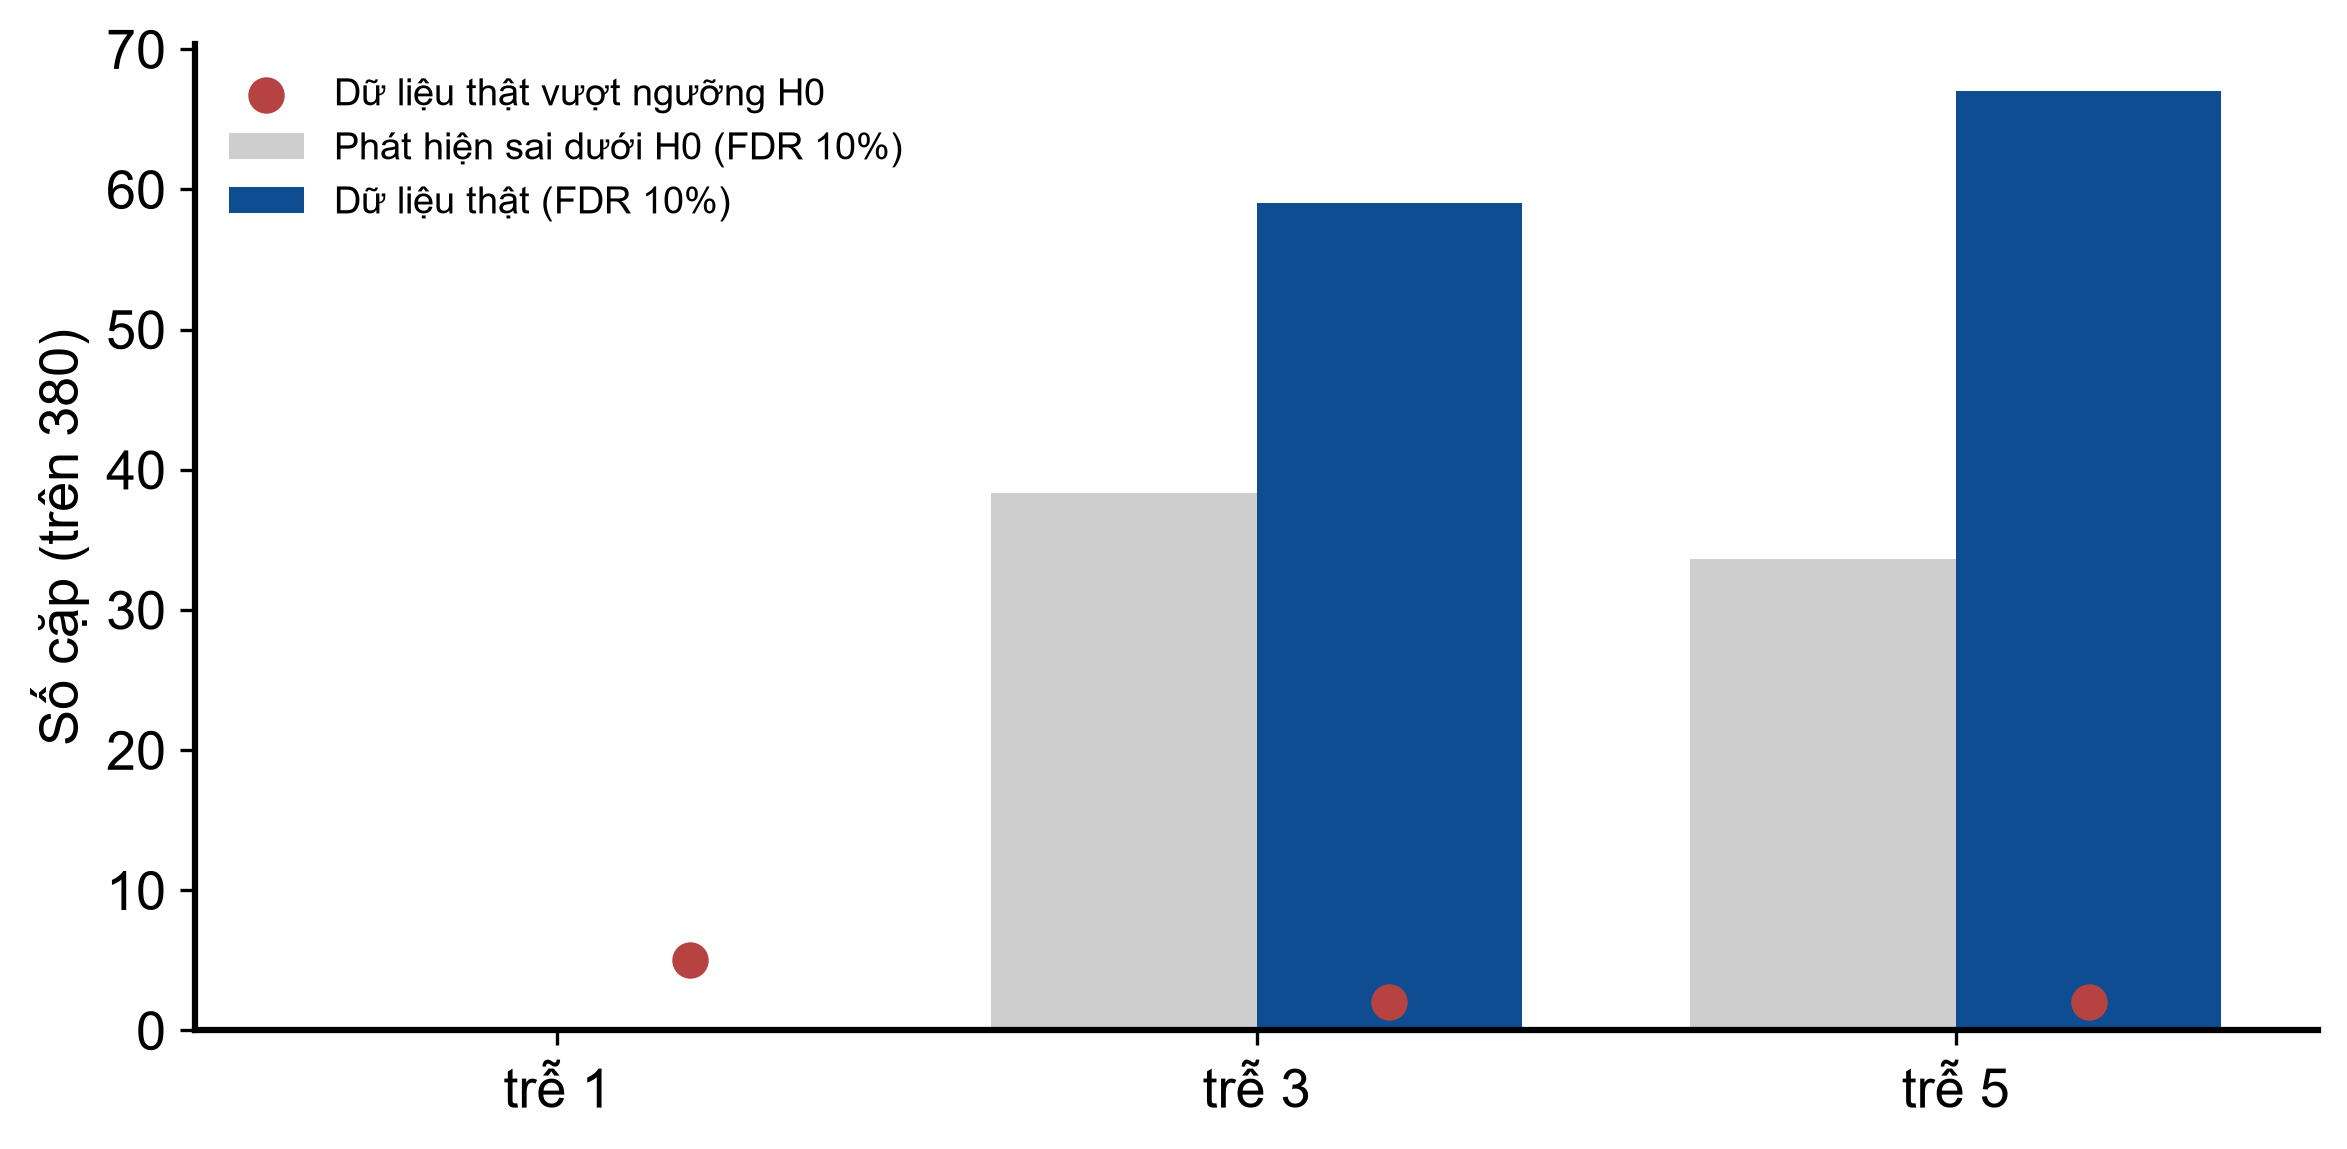 Dữ liệu thật vượt ngưỡng H0
Phát hiện sai dưới H0 (FDR 10%)
Dữ liệu thật (FDR 10%)
Số cặp (trên 380)
70
60
50
40
30
20
10
0
trễ 1
trễ 3
trễ 5